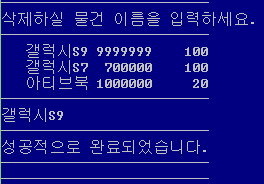 삭제하실 물건 이름을 입력하세요.
갤럭시S9 9999999 100
갤럭시S7 700000 100
아티브북 1000000 20
갤럭시S9
성공적으로 완료되었습니다.